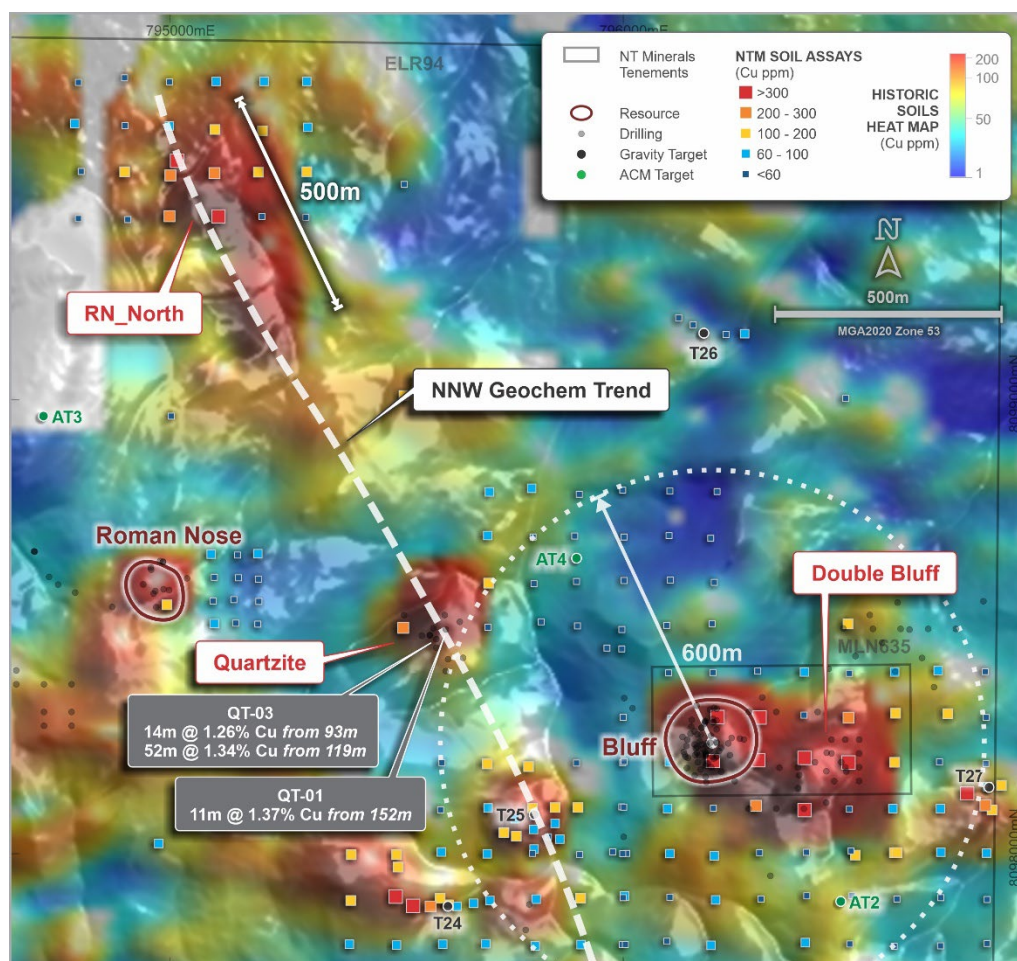 795000mE
796000mE
ELR94
NT Minerals
Tenements
Resource
Drilling
Gravity Target
ACM Target
NTM SOIL ASSAYS
(Cu ppm)
>300
200 - 300
100 - 200
60 - 100
<60
HISTORIC
SOILS
HEAT MAP
(Cu ppm)
200
100
50
1
N
500m
MGA2020 Zone 53
500m
RN_North
T26
NNW Geochem Trend
AT3
8099000mN
Roman Nose
AT4
Double Bluff
Quartzite
MLN635
600m
QT-03
14m @ 1.26% Cu from 93m
52m @ 1.34% Cu from 119m
Bluff
QT-01
11m @ 1.37% Cu from 152m
T25
T27
8098000mN
T24
AT2